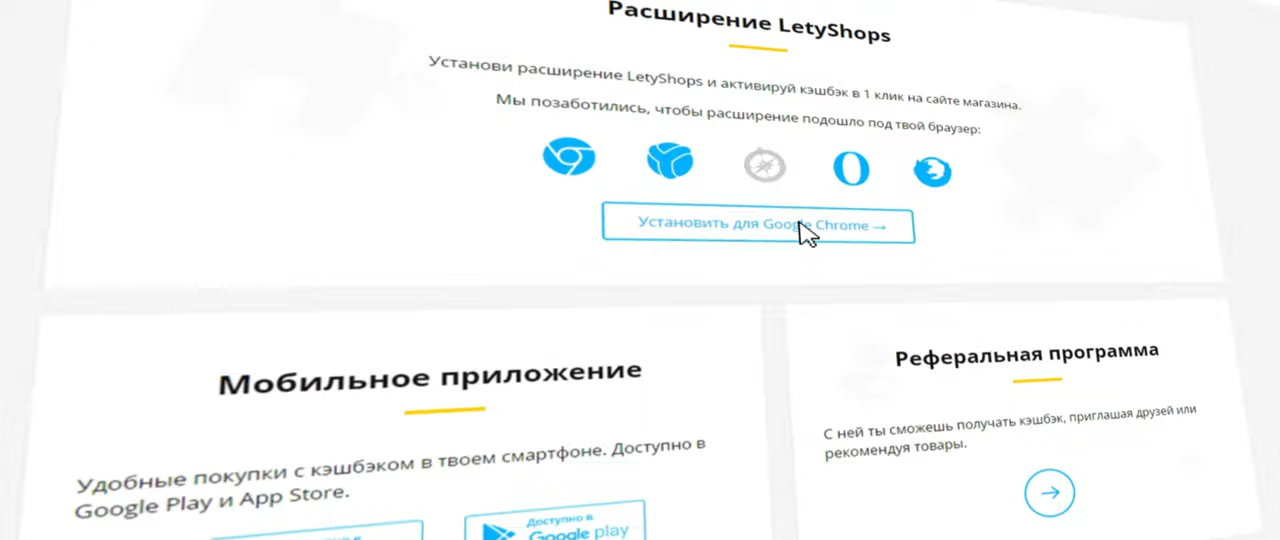 Расширение LetyShops
Установи расширение LetyShops и активируй кэшбэк в 1 клик на сайте магазина.
Мы позаботились, чтобы расширение подошло под твой браузер:
Установить для Google Chrome →
Мобильное приложение
Удобные покупки с кэшбэком в твоем смартфоне. Доступно в
Google Play и App Store.
Доступно в
Google play
Реферальная программа
С ней ты сможешь получать кэшбэк, приглашая друзей или
рекомендуя товары.